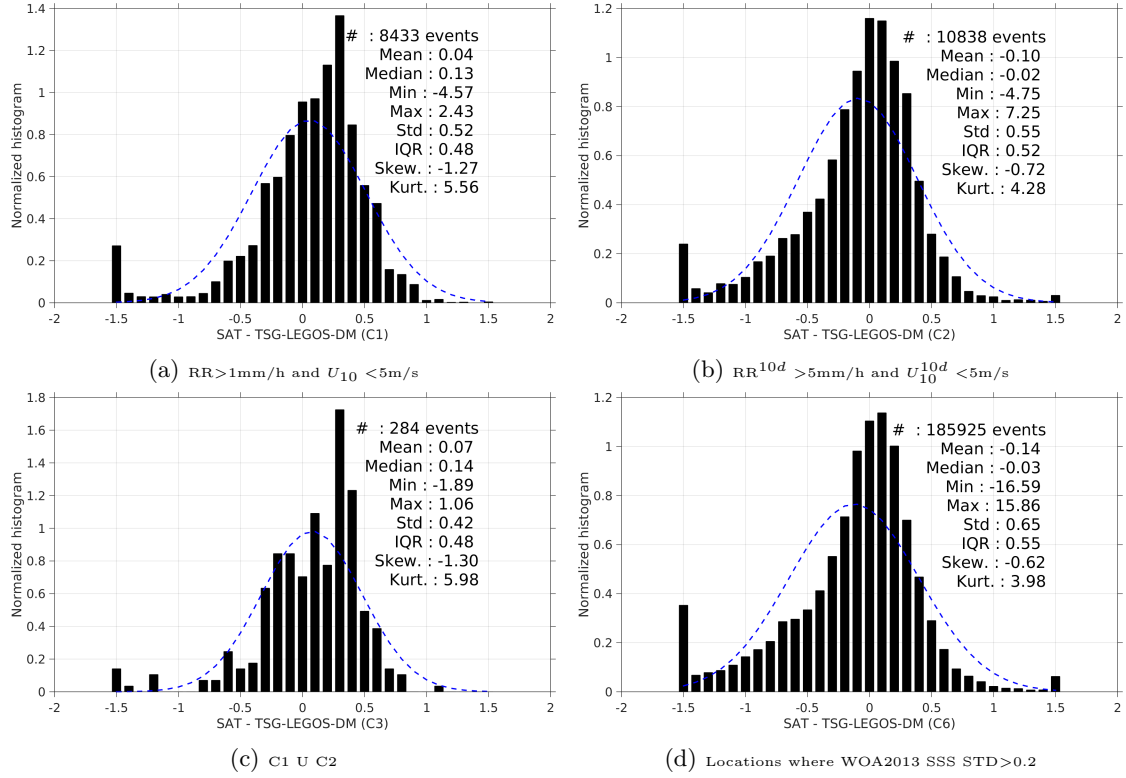 1.4
1.2
1
0.8
0.6
0.4
0.2
0
Normalized histogram
# : 8433 events
Mean : 0.04
Median : 0.13
Min : -4.57
Max : 2.43
Std : 0.52
IQR : 0.48
Skew. : -1.27
Kurt. : 5.56
-2 -1.5 -1 -0.5 0 0.5 1 1.5 2
SAT - TSG-LEGOS-DM (C1)
(a) RR>1mm/h and U10 <5m/s
1.2
1
0.8
0.6
0.4
0.2
0
Normalized histogram
# : 10838 events
Mean : -0.10
Median : -0.02
Min : -4.75
Max : 7.25
Std : 0.55
IQR : 0.52
Skew. : -0.72
Kurt. : 4.28
-2 -1.5 -1 -0.5 0 0.5 1 1.5 2
SAT - TSG-LEGOS-DM (C2)
(b) RR^10d >5mm/h and U10^10d <5m/s
1.8
1.6
1.4
1.2
1
0.8
0.6
0.4
0.2
0
Normalized histogram
# : 284 events
Mean : 0.07
Median : 0.14
Min : -1.89
Max : 1.06
Std : 0.42
IQR : 0.48
Skew. : -1.30
Kurt. : 5.98
-2 -1.5 -1 -0.5 0 0.5 1 1.5 2
SAT - TSG-LEGOS-DM (C3)
(c) C1 U C2
1.2
1
0.8
0.6
0.4
0.2
0
Normalized histogram
# : 185925 events
Mean : -0.14
Median : -0.03
Min : -16.59
Max : 15.86
Std : 0.65
IQR : 0.55
Skew. : -0.62
Kurt. : 3.98
-2 -1.5 -1 -0.5 0 0.5 1 1.5 2
SAT - TSG-LEGOS-DM (C6)
(d) Locations where WOA2013 SSS STD>0.2